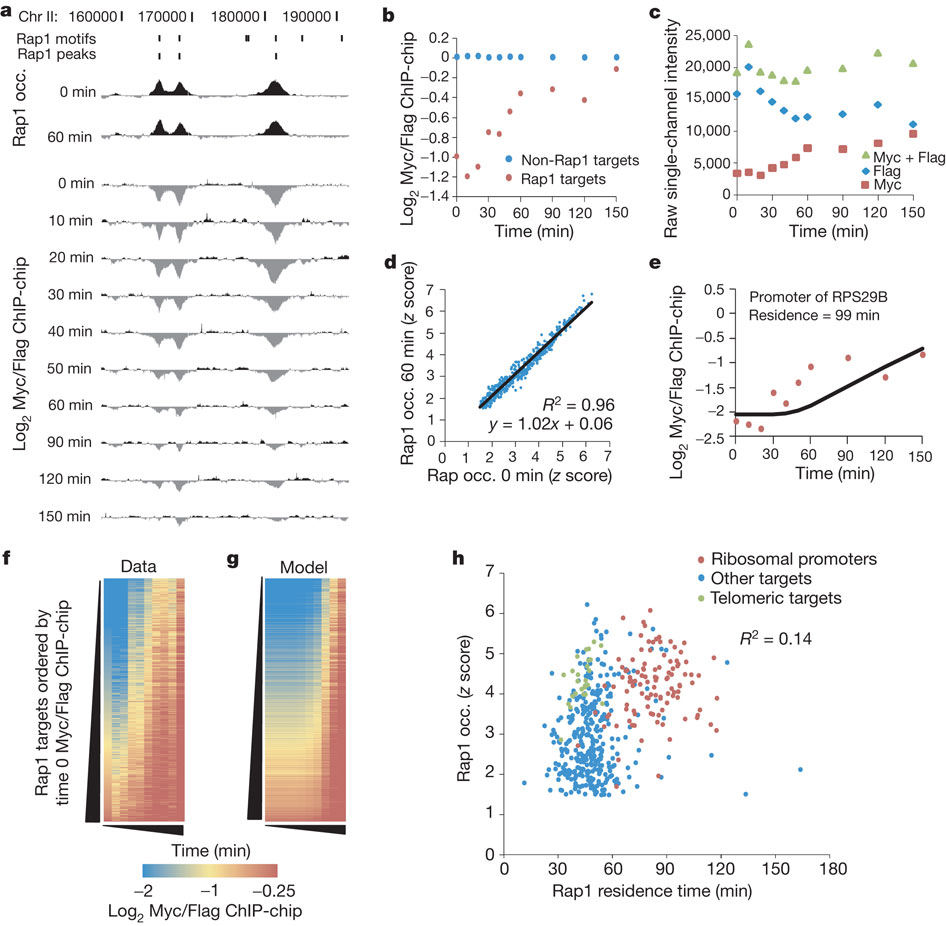 a
Chr II: 160000 170000 180000 190000
Rap1 motifs
Rap1 peaks
Rap1 occ.
0 min
60 min
Log2 Myc/Flag ChIP-chip
0 min
10 min
20 min
30 min
40 min
50 min
60 min
90 min
120 min
150 min
b
Log2 Myc/Flag ChIP-chip
0.2
0
−0.2
−0.4
−0.6
−0.8
−1.0
−1.2
−1.4
Non-Rap1 targets
Rap1 targets
0 30 60 90 120 150
Time (min)
c
Raw single-channel intensity
25,000
20,000
15,000
10,000
5,000
0
Myc + Flag
Flag
Myc
0 30 60 90 120 150
Time (min)
d
Rap1 occ. 60 min (z score)
7
6
5
4
3
2
1
0
R2 = 0.96
y = 1.02x + 0.06
0 1 2 3 4 5 6 7
Rap occ. 0 min (z score)
e
Log2 Myc/Flag ChIP-chip
0.5
0
−0.5
−1
−1.5
−2
−2.5
Promoter of RPS29B
Residence = 99 min
0 30 60 90 120 150
Time (min)
f
Data
Rap1 targets ordered by
time 0 Myc/Flag ChIP-chip
g
Model
Time (min)
−2 −1 −0.25
Log2 Myc/Flag ChIP-chip
h
Ribosomal promoters
Other targets
Telomeric targets
R2 = 0.14
Rap1 occ. (z score)
7
6
5
4
3
2
1
0
0 30 60 90 120 150 180
Rap1 residence time (min)